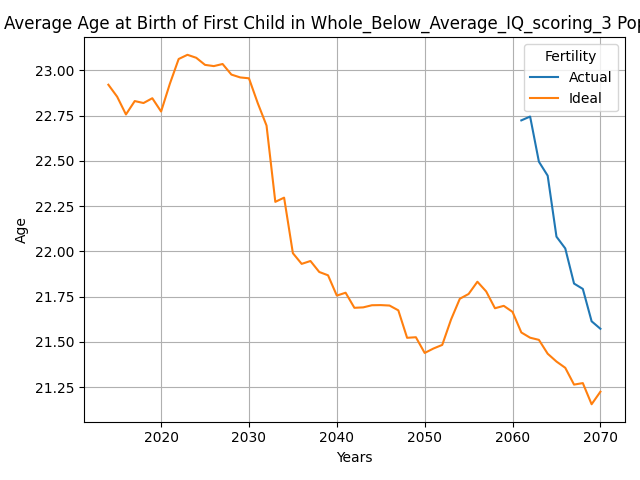 Average Age at Birth of First Child in Whole_Below_Average_IQ_scoring_3 Pop
Fertility
Actual
Ideal
23.00
22.75
22.50
22.25
22.00
21.75
21.50
21.25
Age
2020 2030 2040 2050 2060 2070
Years